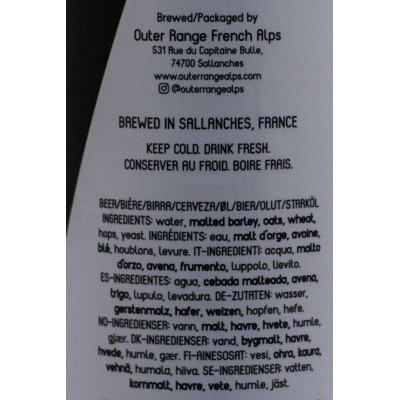 Brewed/Packaged by
Outer Range French Alps
531 Rue du Capitaine Bulle,
74700 Sallanches
www.outerrangealps.com
@outerrangealps
BREWED IN SALLANCHES, FRANCE
KEEP COLD. DRINK FRESH.
CONSERVER AU FROID. BOIRE FRAIS.
BEER/BIÈRE/BIRRA/CERVEZA/ØL/BIER/OLUT/STARKÖL
INGREDIENTS: water, malted barley, oats, wheat,
hops, yeast. INGRÉDIENTS: eau, malt d'orge, avoine,
blé, houblons, levure. IT-INGREDIENTI: acqua, malto
d'orzo, avena, frumento, luppolo, lievito.
ES-INGREDIENTES: agua, cebada malteada, avena,
trigo, lupulo, levadura. DE-ZUTATEN: wasser,
gerstenmalz, hafer, weizen, hopfen, hefe.
NO-INGREDIENSER: vann, malt, havre, hvete, humle,
gjær. DK-INGREDIENSER: vand, bygmalt, havre,
hvede, humle, gær. FI-AINESOSAT: vesi, ohra, kaura,
vehnä, humala, hiiva. SE-INGREDIENSER: vatten,
kornmalt, havre, vete, humle, jäst.